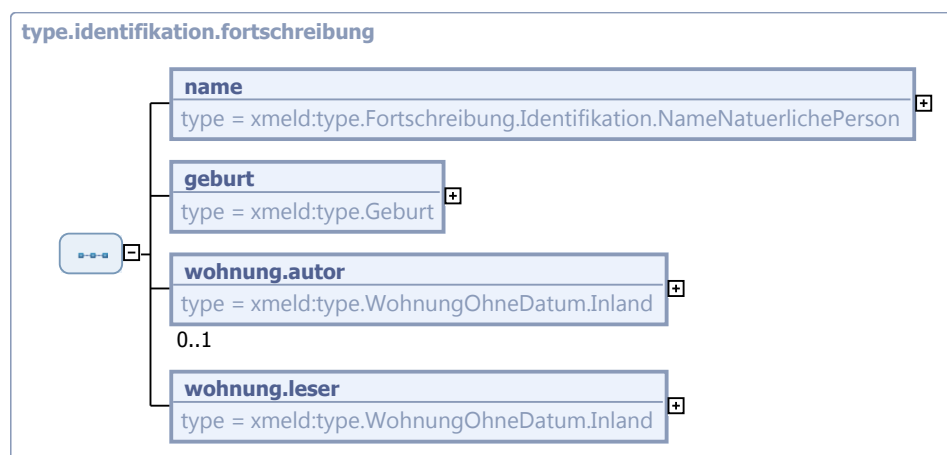 type.identifikation.fortschreibung
name
type = xmeld:type.Fortschreibung.Identifikation.NameNatuerlichePerson
geburt
type = xmeld:type.Geburt
wohnung.autor
type = xmeld:type.WohnungOhneDatum.Inland
0..1
wohnung.leser
type = xmeld:type.WohnungOhneDatum.Inland